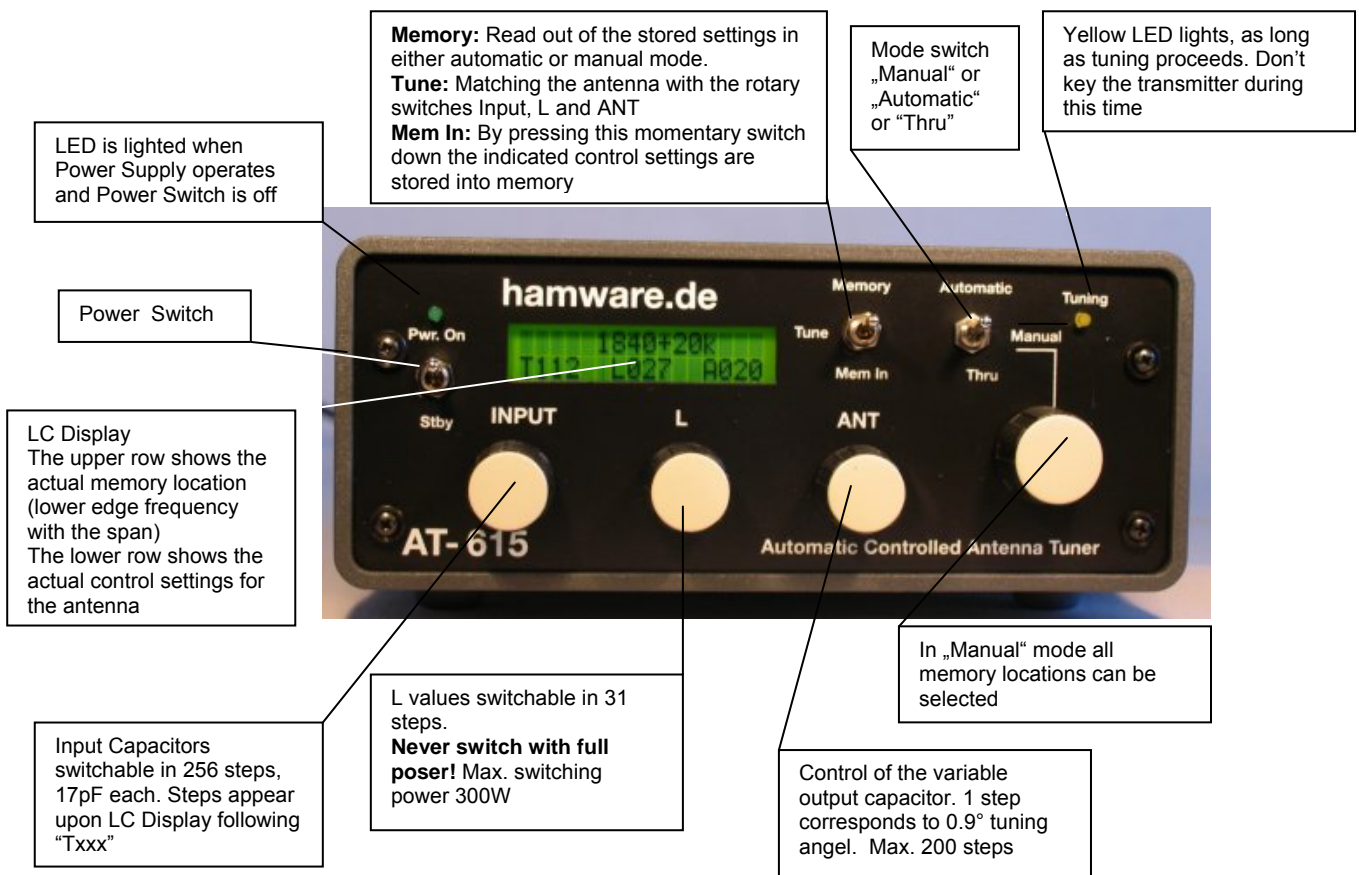 Memory: Read out of the stored settings in
either automatic or manual mode.
Tune: Matching the antenna with the rotary
switches Input, L and ANT
Mem In: By pressing this momentary switch
down the indicated control settings are
stored into memory
Mode switch
„Manual“ or
„Automatic“
or “Thru”
Yellow LED lights, as long
as tuning proceeds. Don’t
key the transmitter during
this time
LED is lighted when
Power Supply operates
and Power Switch is off
Power Switch
LC Display
The upper row shows the
actual memory location
(lower edge frequency
with the span)
The lower row shows the
actual control settings for
the antenna
hamware.de
Pwr. On
Stby
1840+20K
T112 L027 A020
Memory
Tune
Mem In
Automatic
Manual
Thru
Tuning
INPUT
L
ANT
AT-615
Automatic Controlled Antenna Tuner
Input Capacitors
switchable in 256 steps,
17pF each. Steps appear
upon LC Display following
“Txxx”
L values switchable in 31
steps.
Never switch with full
poser! Max. switching
power 300W
Control of the variable
output capacitor. 1 step
corresponds to 0.9° tuning
angel. Max. 200 steps
In „Manual“ mode all
memory locations can be
selected